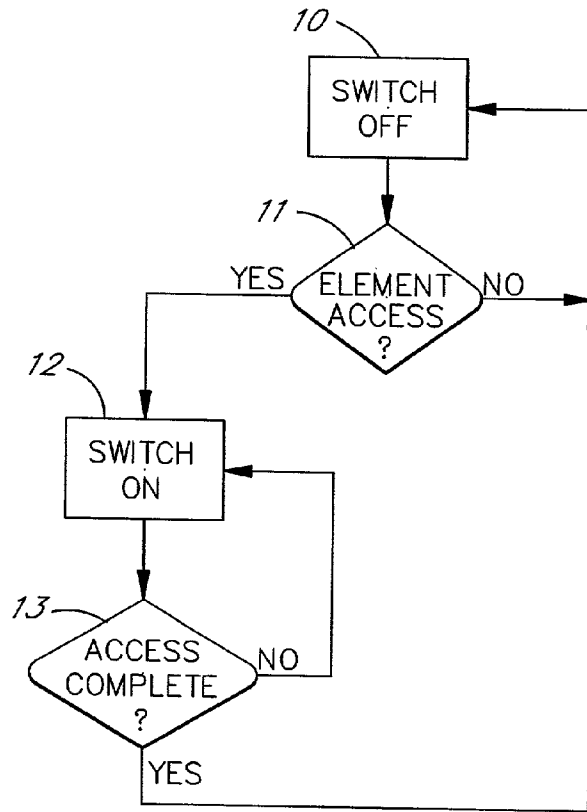 10
SWITCH
OFF
11
YES
ELEMENT
ACCESS
?
NO
12
SWITCH
ON
13
ACCESS
COMPLETE
?
NO
YES